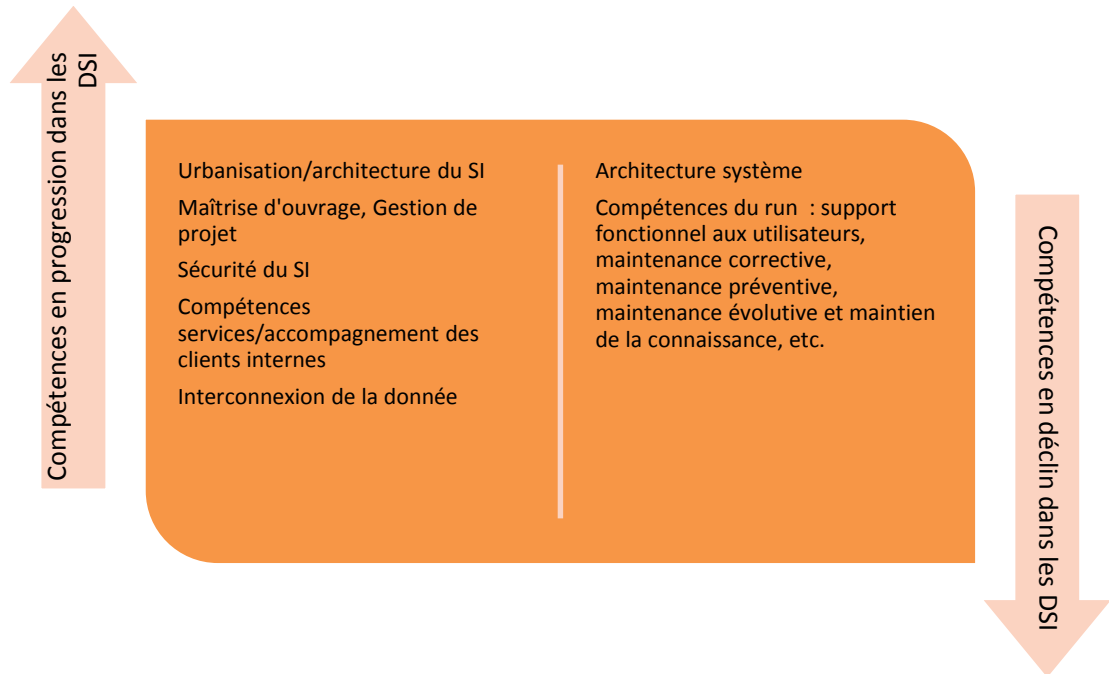 Compétences en progression dans les
DSI
Urbanisation/architecture du SI
Maîtrise d'ouvrage, Gestion de
projet
Sécurité du SI
Compétences
services/accompagnement des
clients internes
Interconnexion de la donnée
Architecture système
Compétences du run : support
fonctionnel aux utilisateurs,
maintenance corrective,
maintenance préventive,
maintenance évolutive et maintien
de la connaissance, etc.
Compétences en déclin dans les DSI